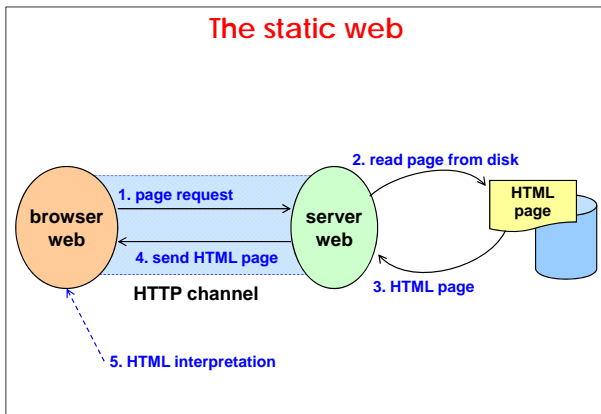 The static web
2. read page from disk
1. page request
HTML
page
browser
web
server
web
4. send HTML page
HTTP channel
3. HTML page
5. HTML interpretation